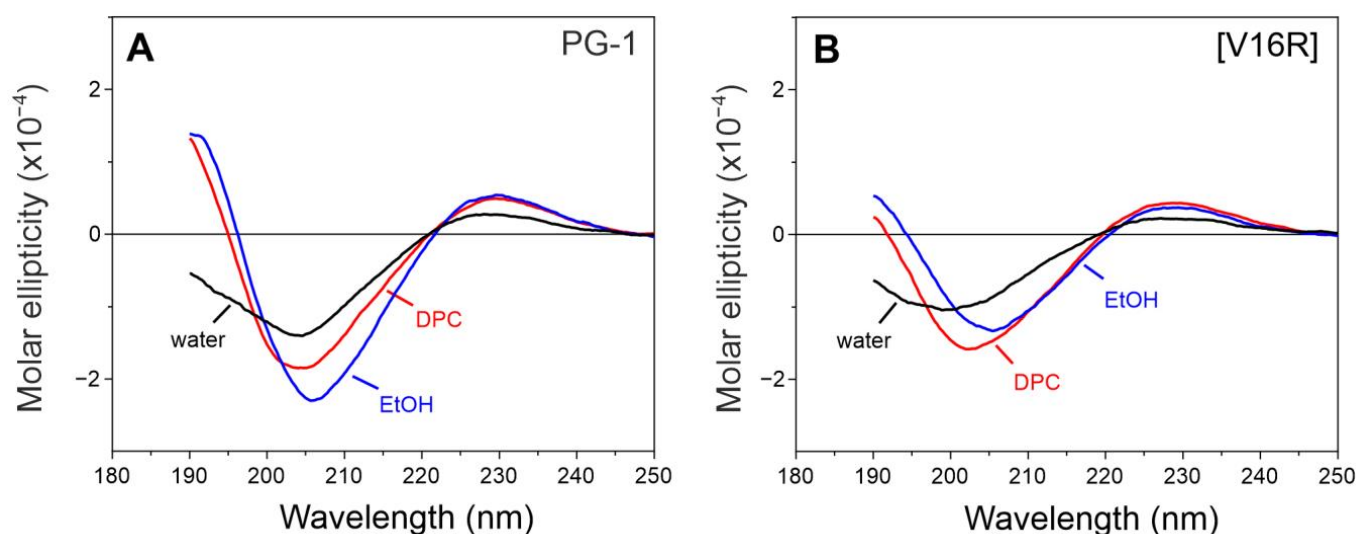 A
PG-1
Molar ellipticity (x10⁻⁴)
2
0
−2
water
DPC
EtOH
180 190 200 210 220 230 240 250
Wavelength (nm)
B
[V16R]
Molar ellipticity (x10⁻⁴)
2
0
−2
water
EtOH
DPC
180 190 200 210 220 230 240 250
Wavelength (nm)